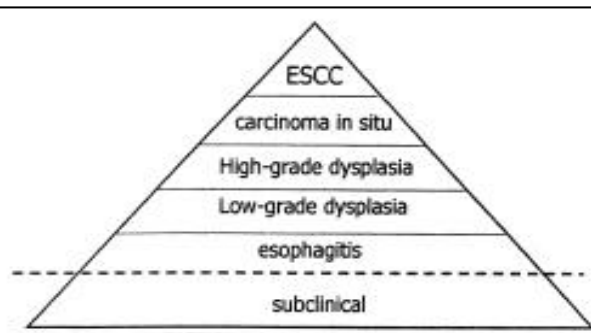 ESCC
carcinoma in situ
High-grade dysplasia
Low-grade dysplasia
esophagitis
subclinical